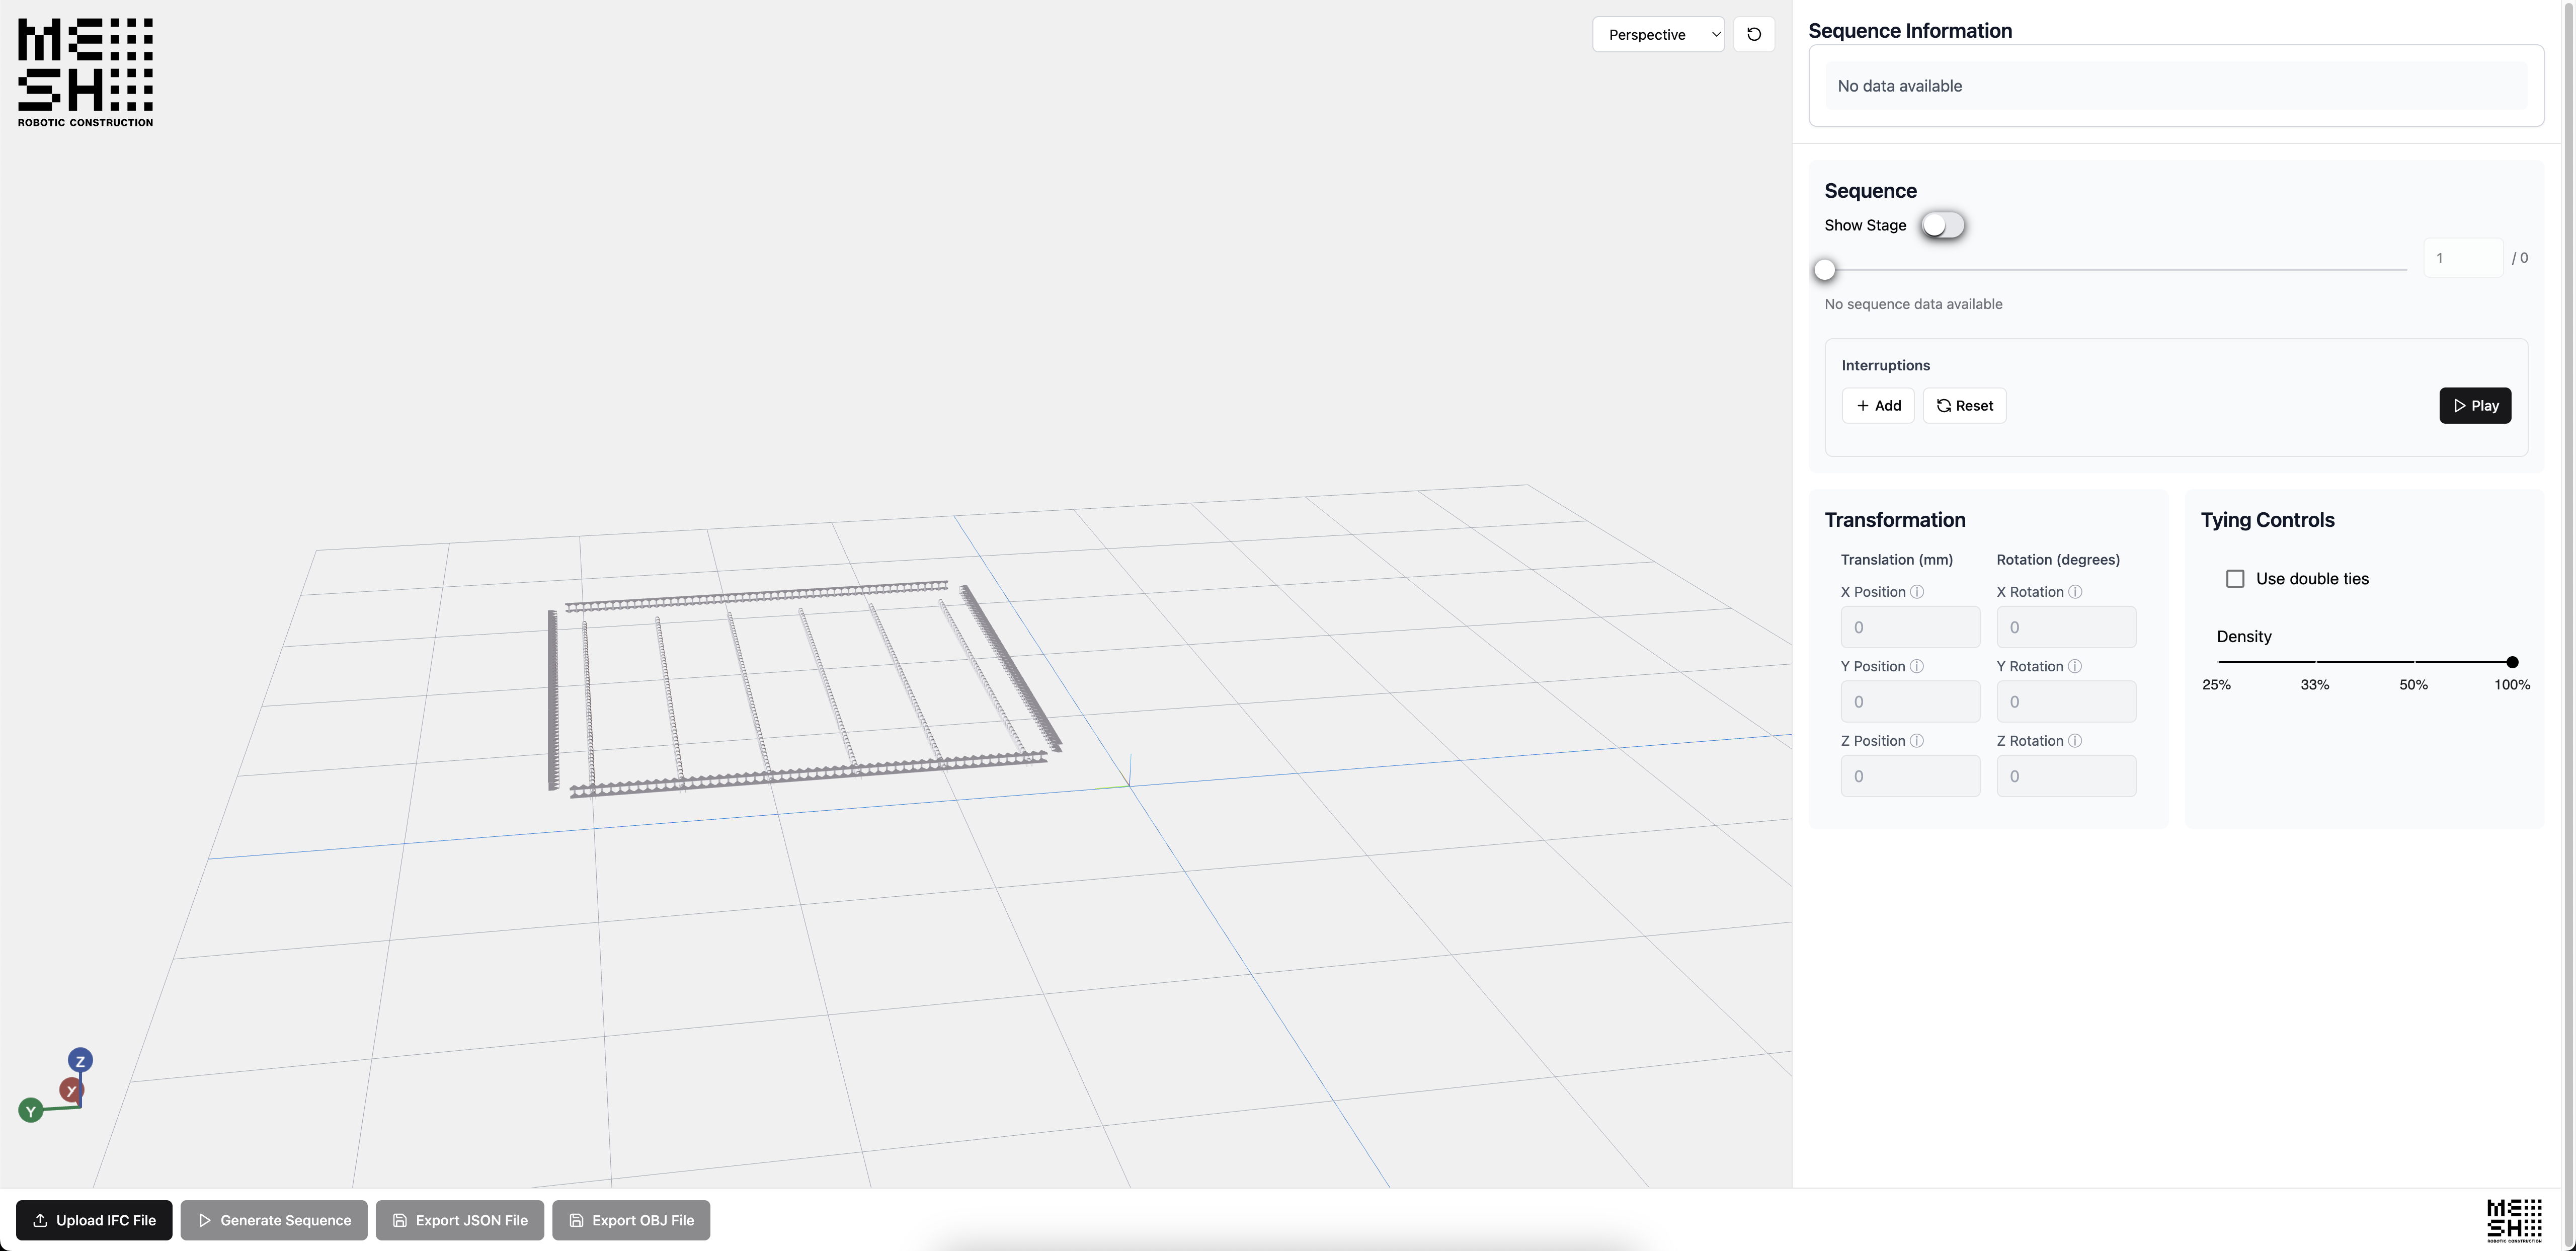 MESH
ROBOTIC CONSTRUCTION
Perspective
Sequence Information
No data available
Sequence
Show Stage
1 / 0
No sequence data available
Interruptions
Add
Reset
Play
Transformation
Translation (mm) Rotation (degrees)
X Position X Rotation
0 0
Y Position Y Rotation
0 0
Z Position Z Rotation
0 0
Tying Controls
Use double ties
Density
25% 33% 50% 100%
Z
X
Y
Upload IFC File
Generate Sequence
Export JSON File
Export OBJ File
MESH
ROBOTIC CONSTRUCTION